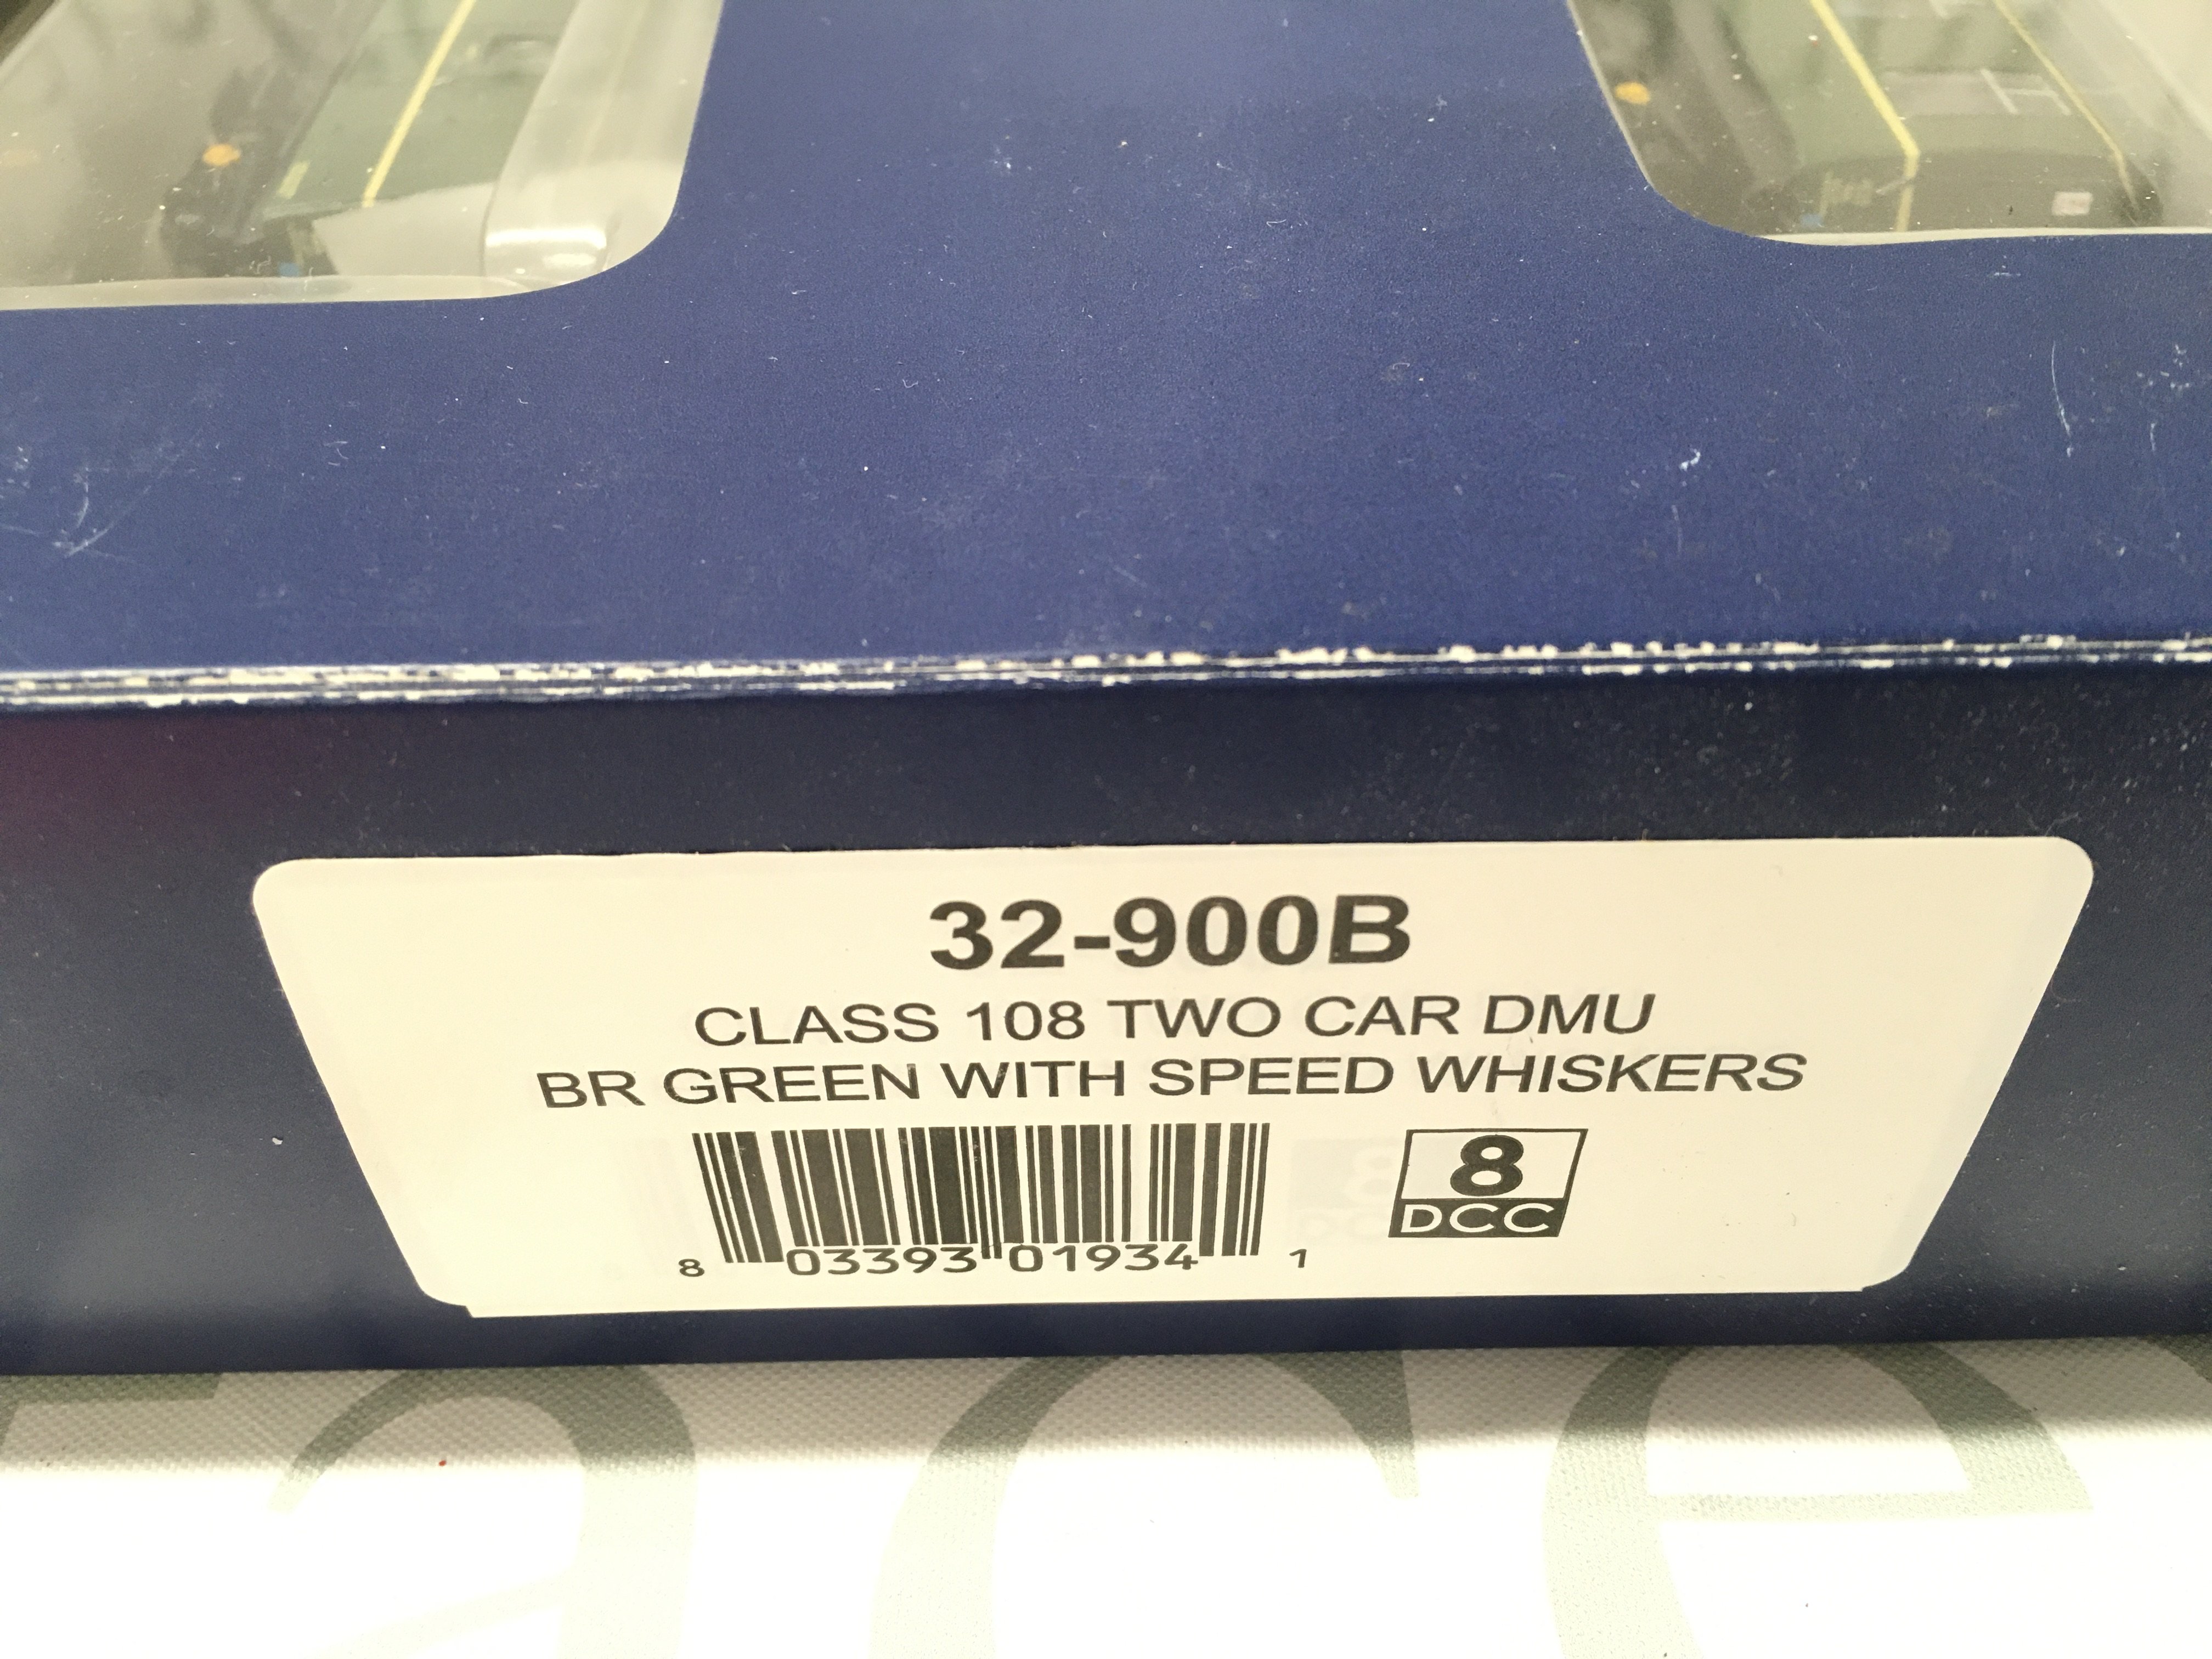 32-900B
CLASS 108 TWO CAR DMU
BR GREEN WITH SPEED WHISKERS
8 03393 01934 1
8
DCC